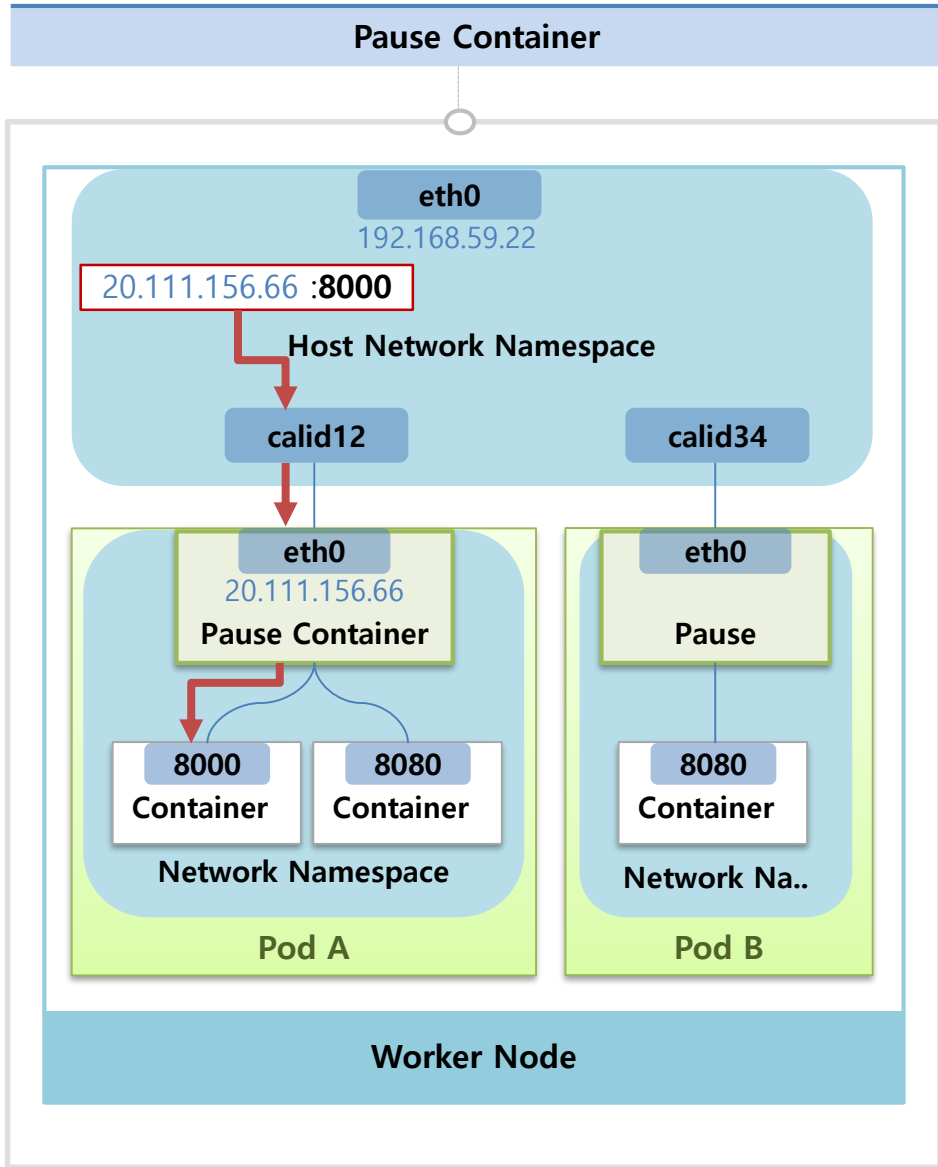 Pause Container
eth0
192.168.59.22
20.111.156.66 :8000
Host Network Namespace
calid12
calid34
eth0
20.111.156.66
Pause Container
eth0
Pause
8000
Container
8080
Container
8080
Container
Network Namespace
Network Na..
Pod A
Pod B
Worker Node